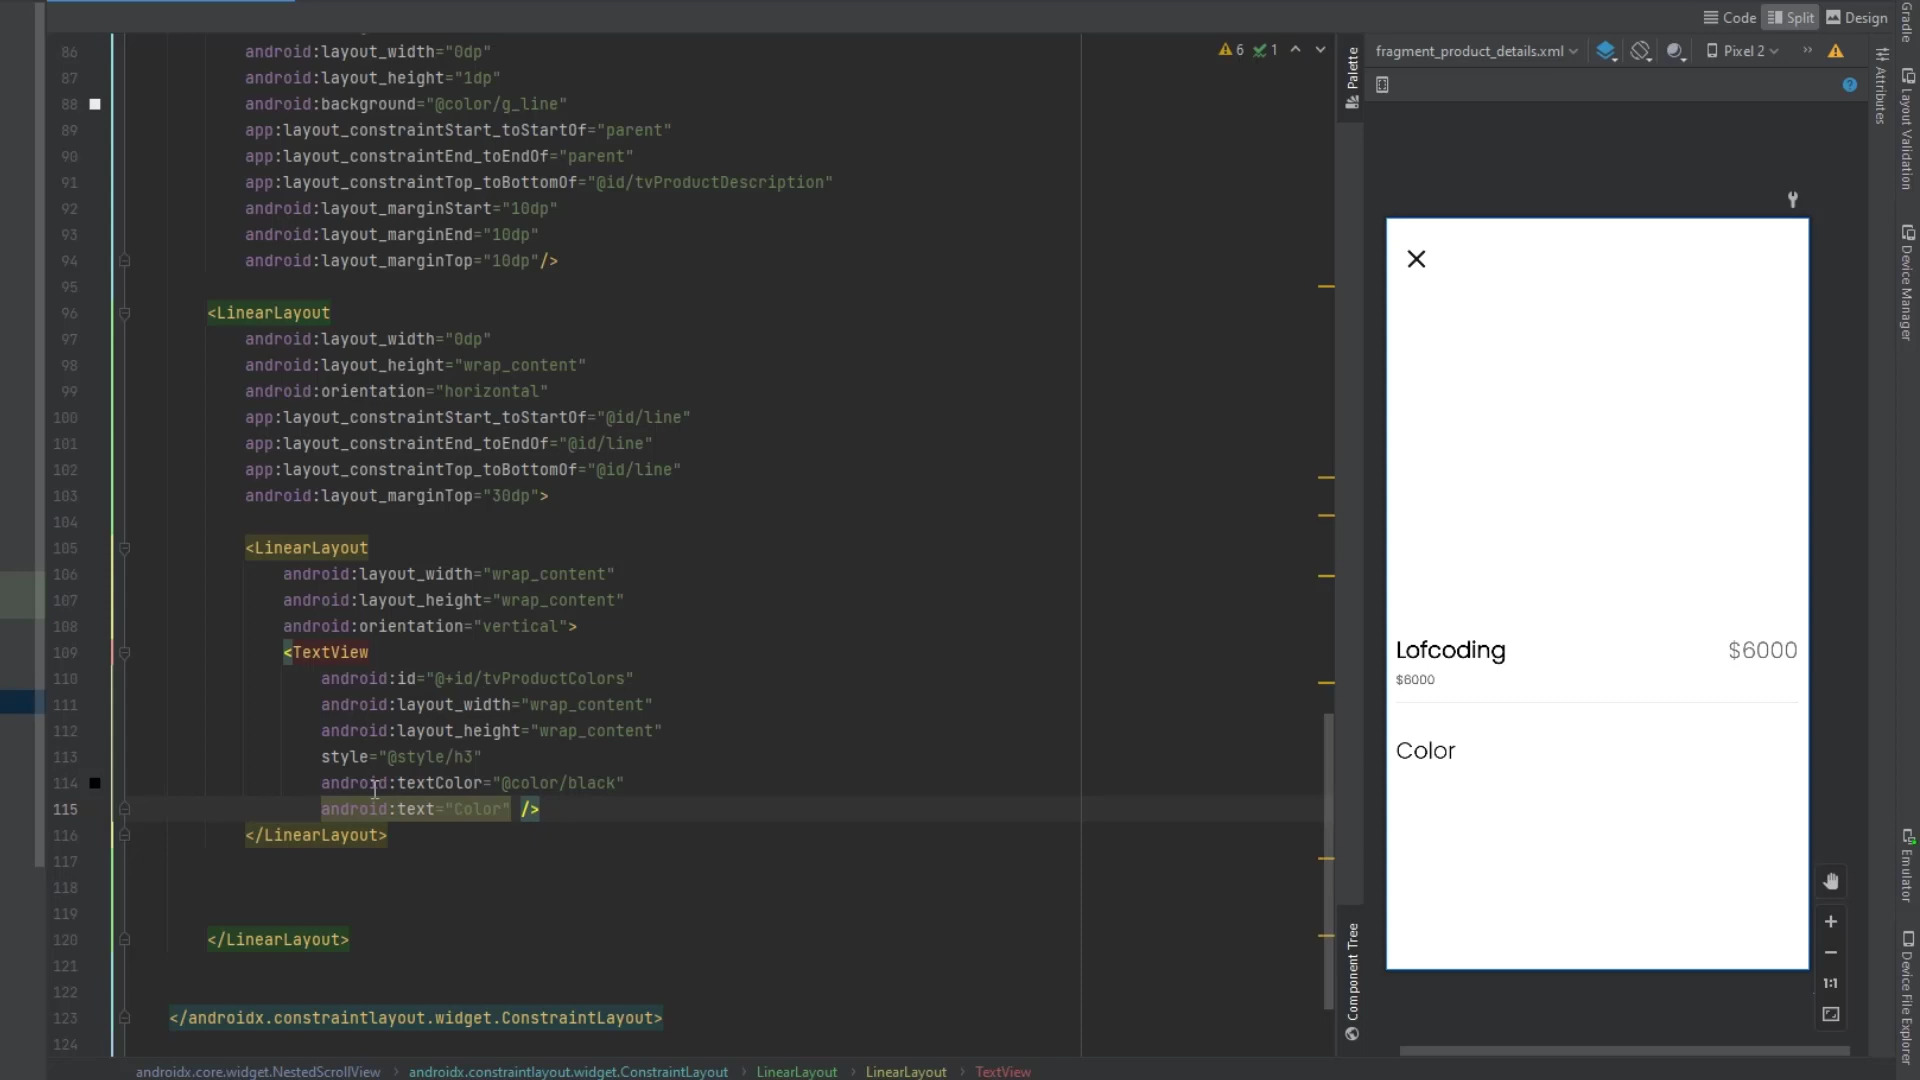 Code Split Design
Gradle
86 android:layout_width="0dp"
6 1
fragment_product_details.xml Pixel 2
87 android:layout_height="1dp"
88 android:background="@color/g_line"
89 app:layout_constraintStart_toStartOf="parent"
90 app:layout_constraintEnd_toEndOf="parent"
91 app:layout_constraintTop_toBottomOf="@id/tvProductDescription"
92 android:layout_marginStart="10dp"
93 android:layout_marginEnd="10dp"
94 android:layout_marginTop="10dp"/>
95
96 <LinearLayout
97 android:layout_width="0dp"
98 android:layout_height="wrap_content"
99 android:orientation="horizontal"
100 app:layout_constraintStart_toStartOf="@id/line"
101 app:layout_constraintEnd_toEndOf="@id/line"
102 app:layout_constraintTop_toBottomOf="@id/line"
103 android:layout_marginTop="30dp">
104
105 <LinearLayout
106 android:layout_width="wrap_content"
107 android:layout_height="wrap_content"
108 android:orientation="vertical">
109 <TextView
110 android:id="@+id/tvProductColors"
111 android:layout_width="wrap_content"
112 android:layout_height="wrap_content"
113 style="@style/h3"
114 android:textColor="@color/black"
115 android:text="Color" />
116 </LinearLayout>
117
118
119
120 </LinearLayout>
121
122
123 </androidx.constraintlayout.widget.ConstraintLayout>
124
androidx.core.widget.NestedScrollView androidx.constraintlayout.widget.ConstraintLayout LinearLayout LinearLayout TextView
Palette
Component Tree
Lofcoding $6000
$6000
Color
1:1
Attributes
Layout Validation
Device Manager
Emulator
Device File Explorer